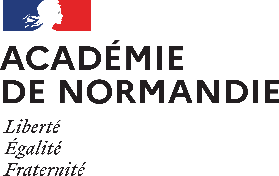 ACADÉMIE
DE NORMANDIE
Liberté
Égalité
Fraternité